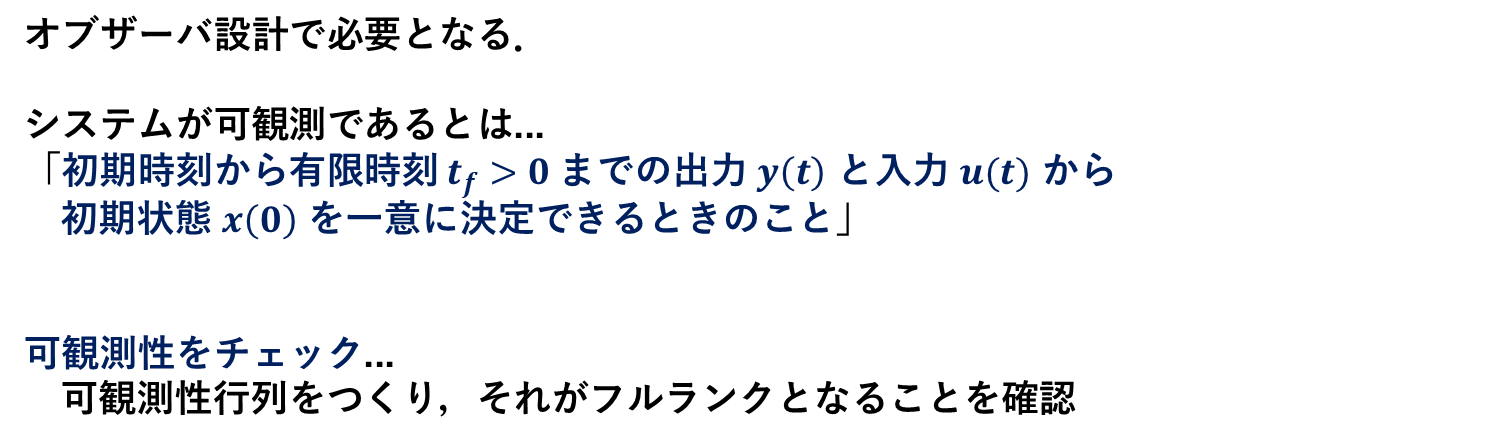 オブザーバ設計で必要となる．
システムが可観測であるとは...
「初期時刻から有限時刻 t_f > 0 までの出力 y(t) と入力 u(t) から
初期状態 x(0) を一意に決定できるときのこと」
可観測性をチェック...
可観測性行列をつくり，それがフルランクとなることを確認